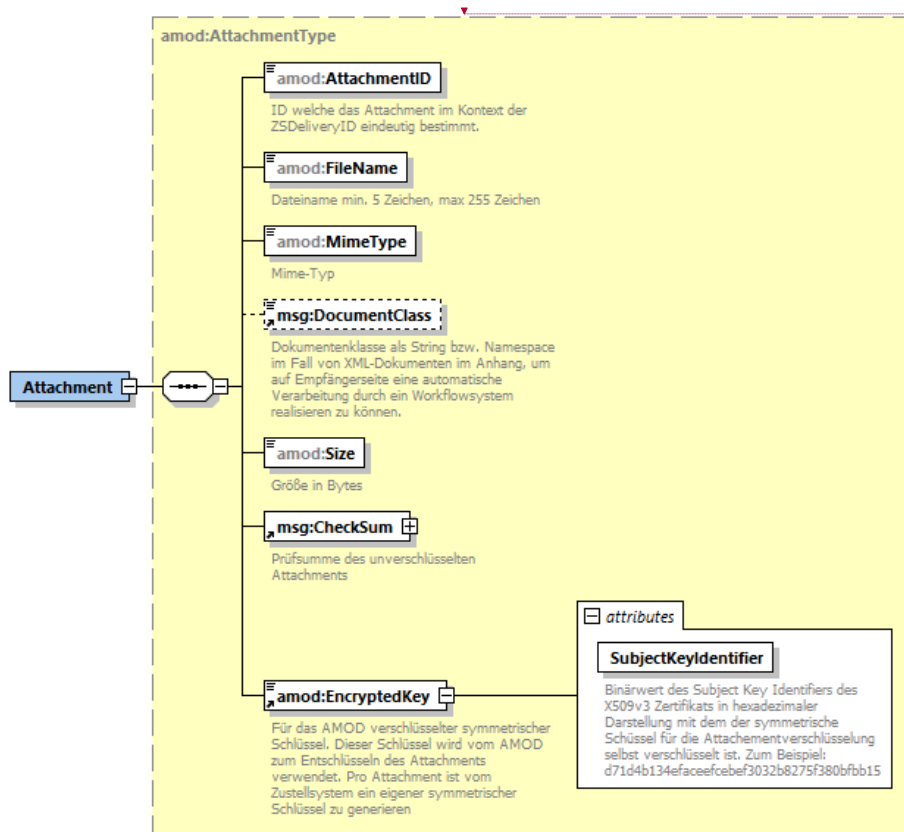 amod:AttachmentType
amod:AttachmentID
ID welche das Attachment im Kontext der
ZSDeliveryID eindeutig bestimmt.
amod:FileName
Dateiname min. 5 Zeichen, max 255 Zeichen
amod:MimeType
Mime-Typ
msg:DocumentClass
Dokumentenklasse als String bzw. Namespace
im Fall von XML-Dokumenten im Anhang, um
auf Empfängerseite eine automatische
Verarbeitung durch ein Workflowsystem
realisieren zu können.
Attachment
amod:Size
Größe in Bytes
msg:CheckSum
Prüfsumme des unverschlüsselten
Attachments
amod:EncryptedKey
Für das AMOD verschlüsselter symmetrischer
Schlüssel. Dieser Schlüssel wird vom AMOD
zum Entschlüsseln des Attachments
verwendet. Pro Attachment ist vom
Zustellsystem ein eigener symmetrischer
Schlüssel zu generieren
attributes
SubjectKeyIdentifier
Binärwert des Subject Key Identifiers des
X509v3 Zertifikats in hexadezimaler
Darstellung mit dem der symmetrische
Schüssel für die Attachementverschlüsselung
selbst verschlüsselt ist. Zum Beispiel:
d71d4b134efaceefcebef3032b8275f380bfbb15